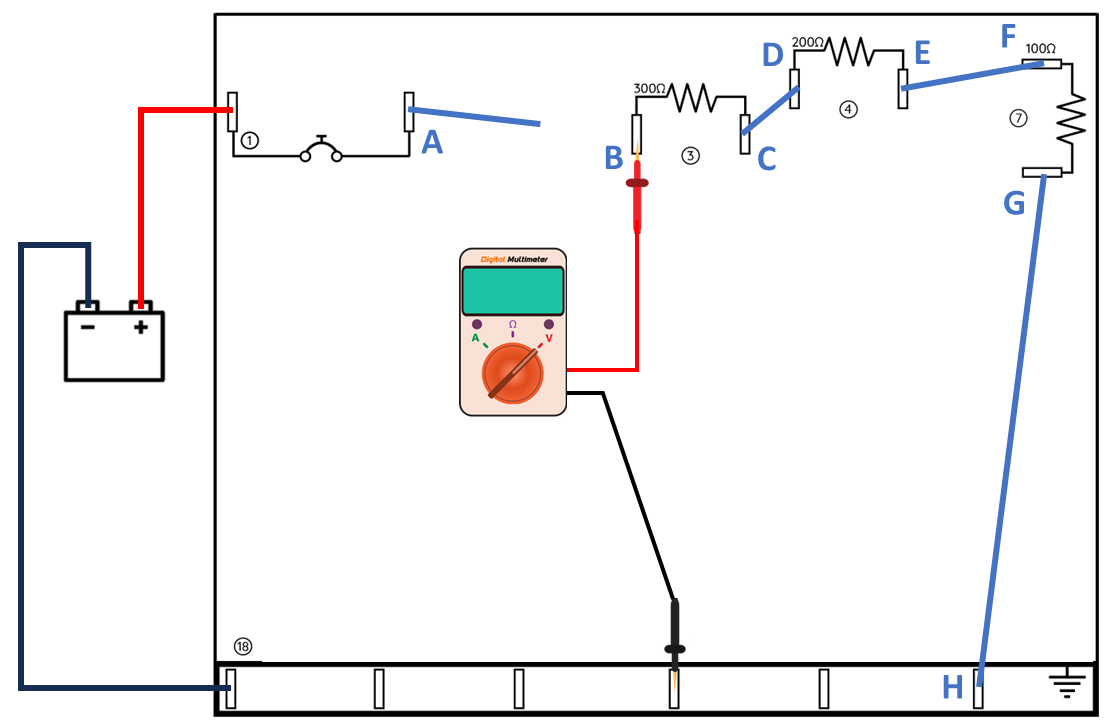 F
D
200Ω
E
100Ω
300Ω
④
⑦
①
A
B
③
C
G
Digital Multimeter
Ω
A
V
−
+
⑱
H